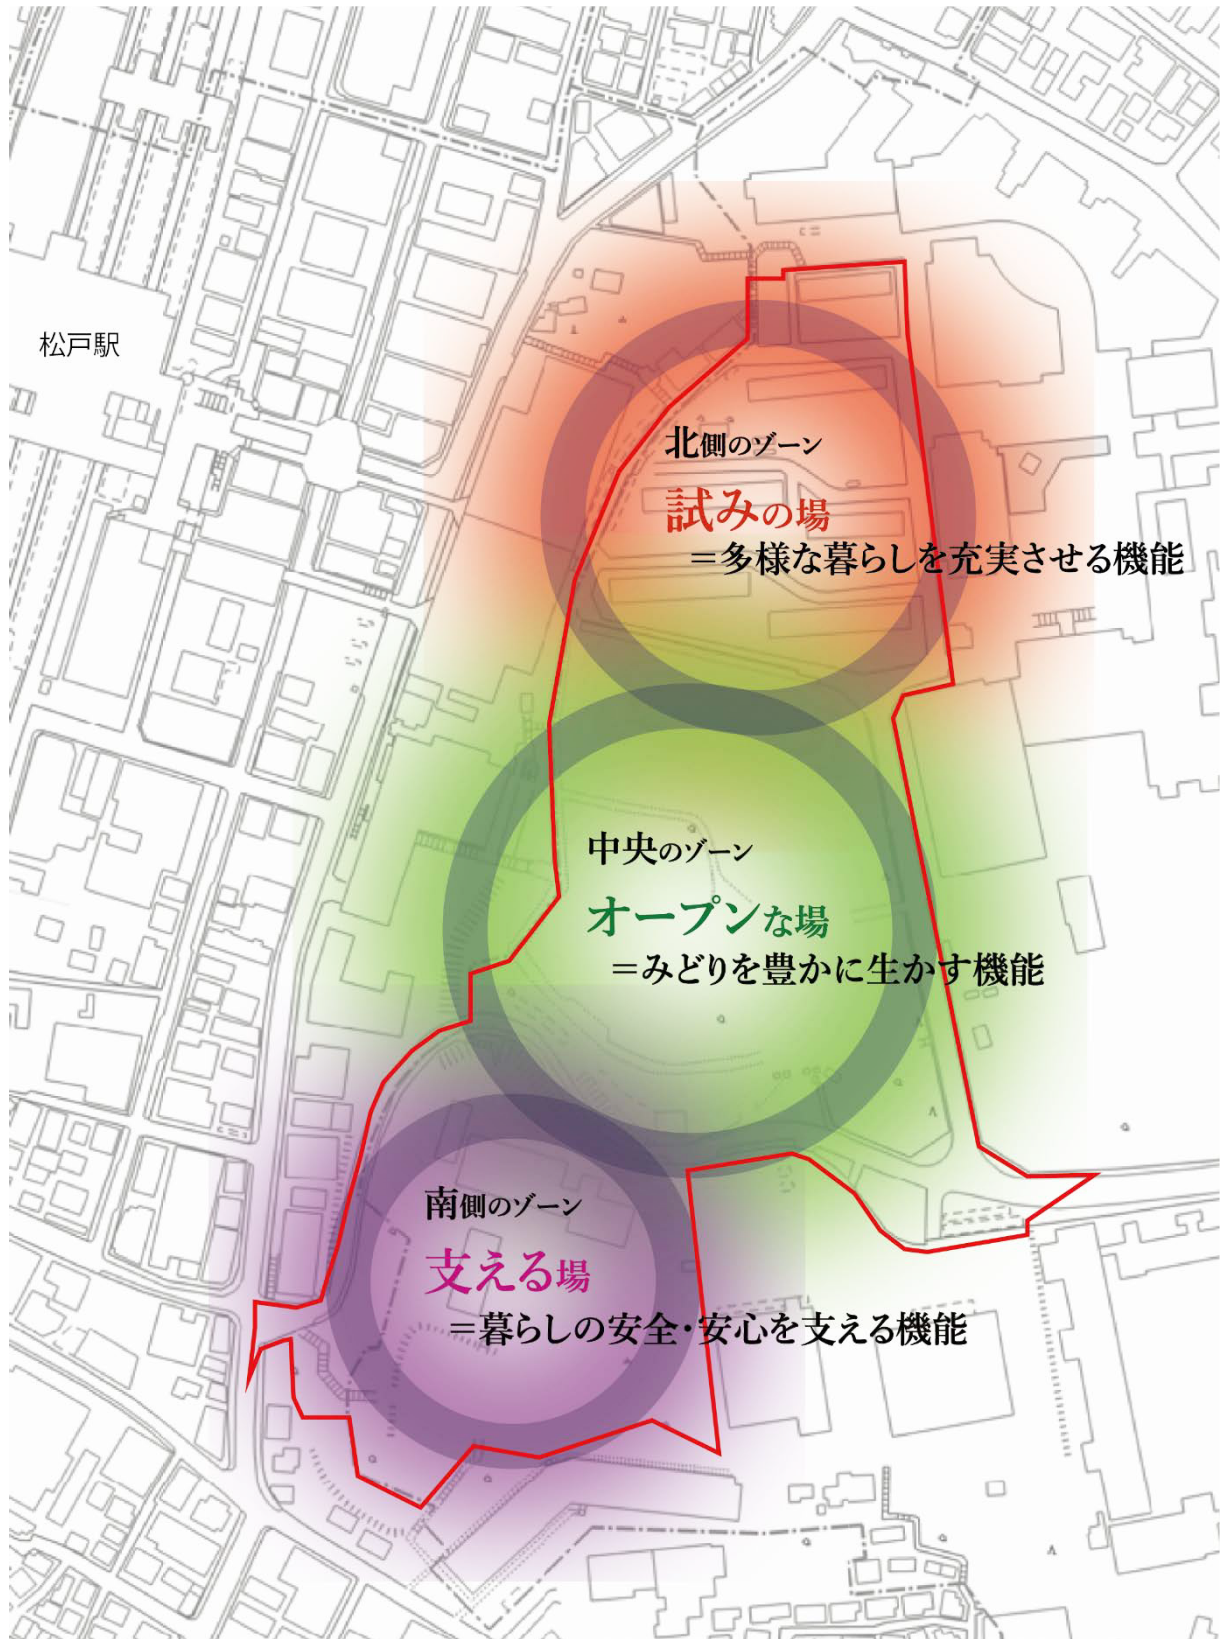 松戸駅
北側のゾーン
試みの場
＝多様な暮らしを充実させる機能
中央のゾーン
オープンな場
＝みどりを豊かに生かす機能
南側のゾーン
支える場
＝暮らしの安全・安心を支える機能